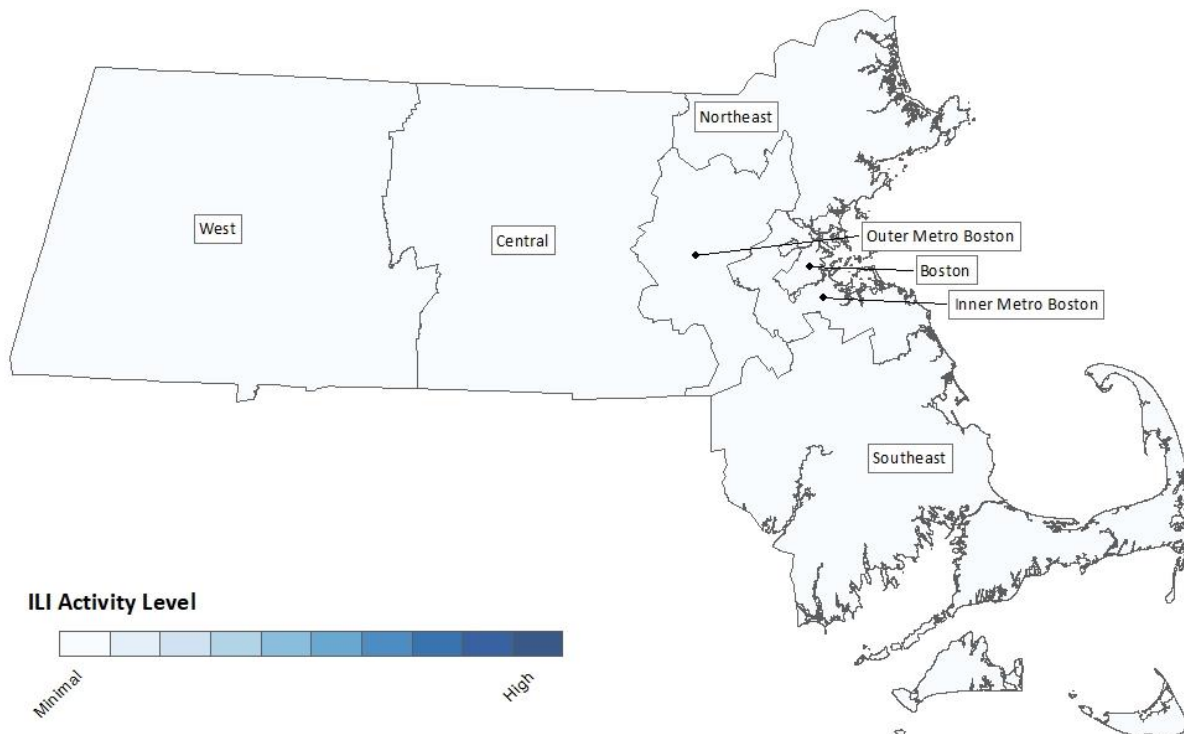 Northeast
West
Central
Outer Metro Boston
Boston
Inner Metro Boston
Southeast
ILI Activity Level
Minimal
High